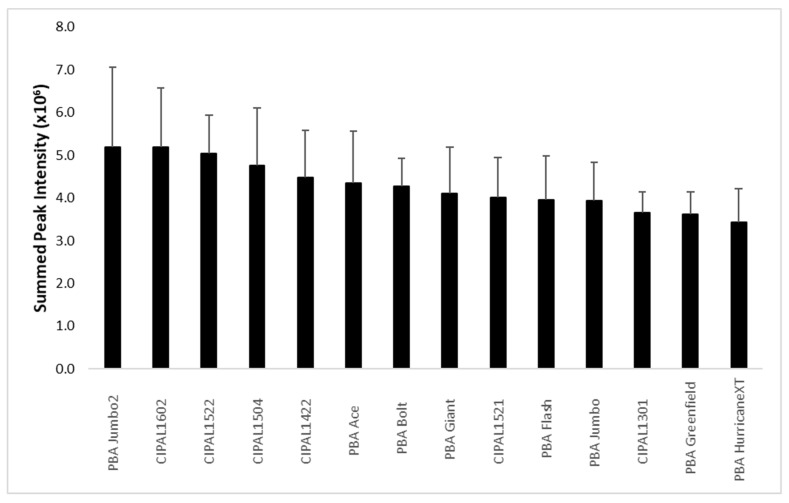 Summed Peak Intensity (x10⁶)
8.0
7.0
6.0
5.0
4.0
3.0
2.0
1.0
0.0
PBA Jumbo2
CIPAL1602
CIPAL1522
CIPAL1504
CIPAL1422
PBA Ace
PBA Bolt
PBA Giant
CIPAL1521
PBA Flash
PBA Jumbo
CIPAL1301
PBA Greenfield
PBA HurricaneXT